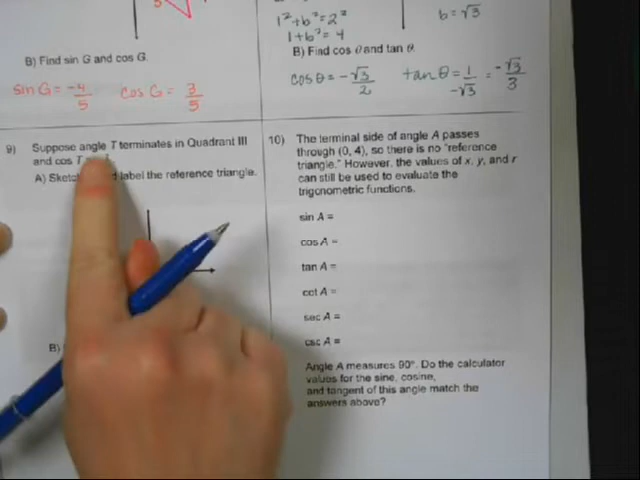 5
1² + b² = 2²
1 + b² = 4
b = √3
B) Find sin G and cos G.
sin G = -4/5 cos G = 3/5
B) Find cos θ and tan θ.
cos θ = -√3/2 tan θ = 1/-√3 = -√3/3
9) Suppose angle T terminates in Quadrant III
and cos T
A) Sketch label the reference triangle.
B)
10) The terminal side of angle A passes
through (0, 4), so there is no "reference
triangle." However, the values of x, y, and r
can still be used to evaluate the
trigonometric functions.
sin A =
cos A =
tan A =
cot A =
sec A =
csc A =
Angle A measures 90°. Do the calculator
values for the sine, cosine,
and tangent of this angle match the
answers above?